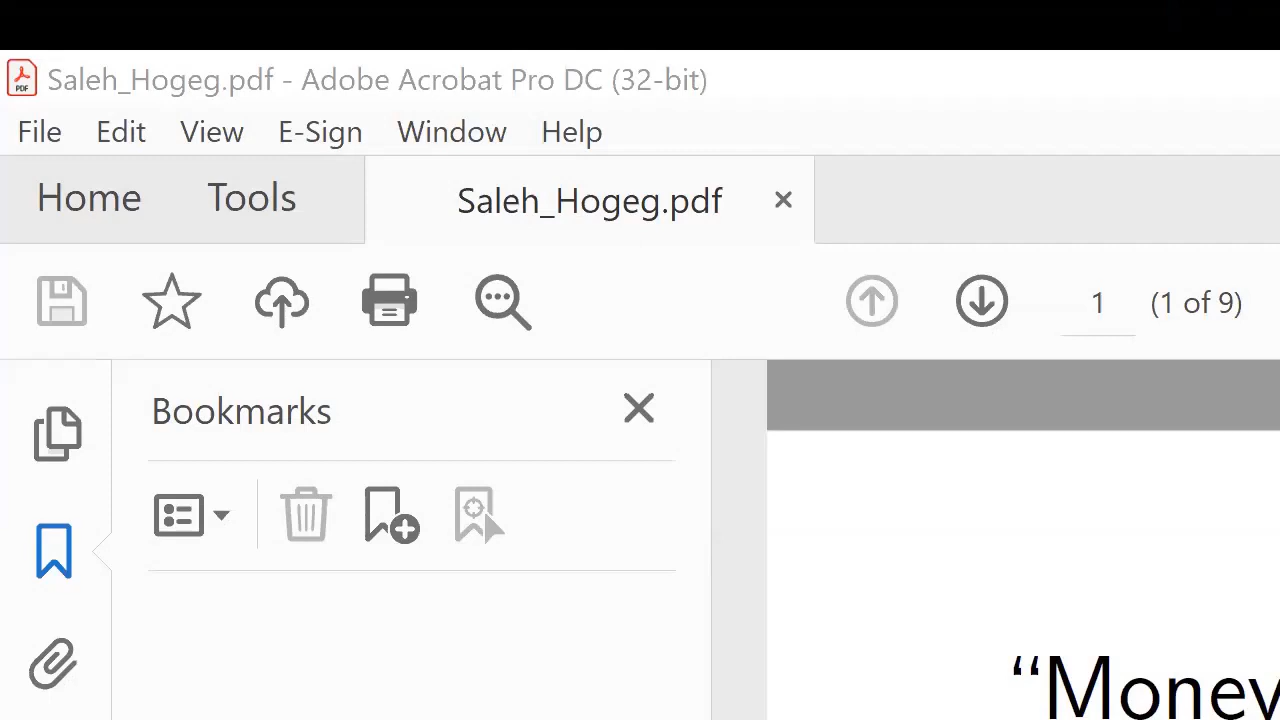 Saleh_Hogeg.pdf - Adobe Acrobat Pro DC (32-bit)
File Edit View E-Sign Window Help
Home Tools Saleh_Hogeg.pdf
1 (1 of 9)
Bookmarks
“Money